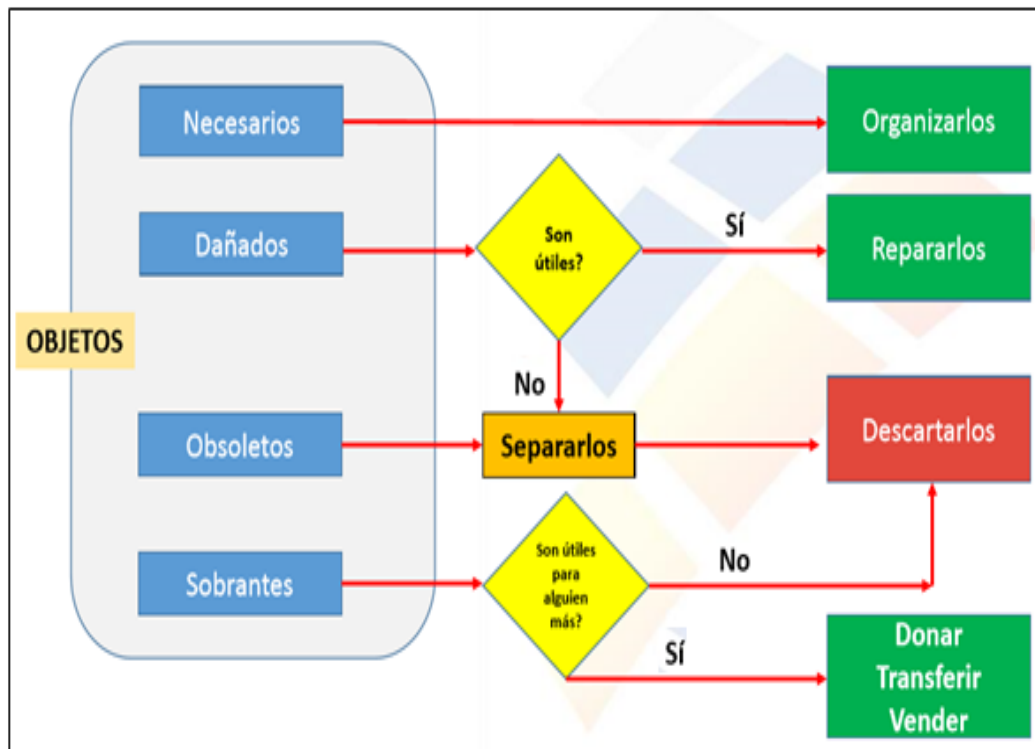 Necesarios
Organizarlos
Dañados
Son
útiles?
Sí
Repararlos
OBJETOS
No
Obsoletos
Separarlos
Descartarlos
Sobrantes
Son útiles
para
alguien
más?
No
Sí
Donar
Transferir
Vender